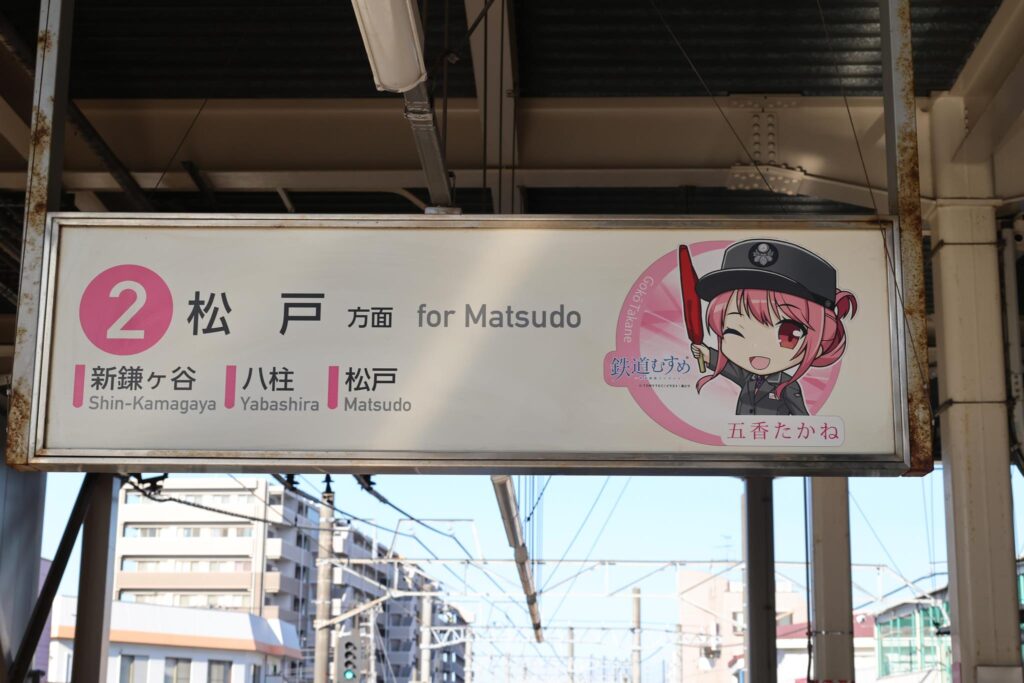 2 松戸 方面 for Matsudo
新鎌ヶ谷 八柱 松戸
Shin-Kamagaya Yabashira Matsudo
Goko Takane
鉄道むすめ
五香たかね